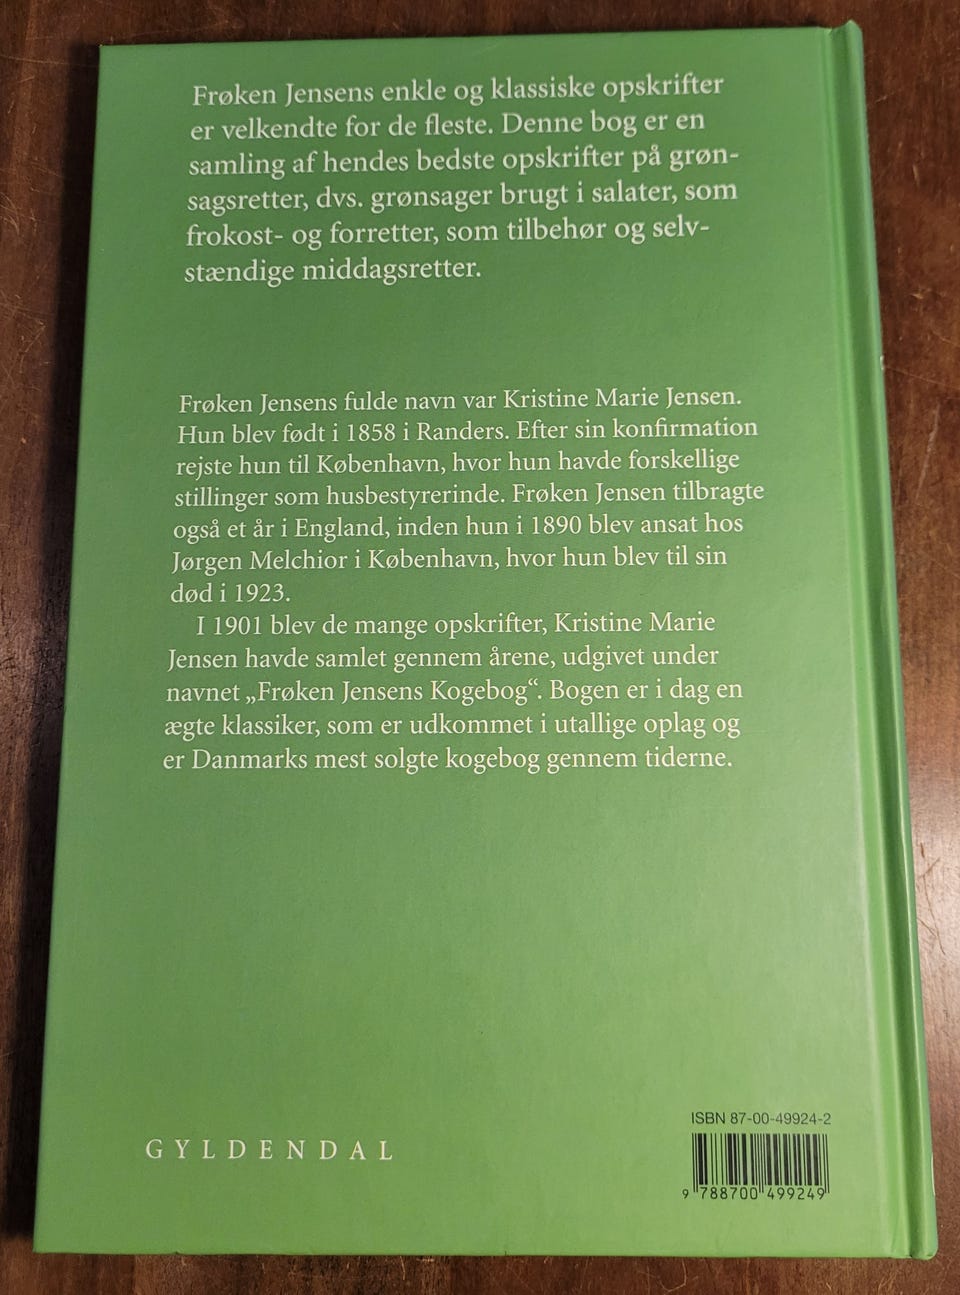 Frøken Jensens enkle og klassiske opskrifter
er velkendte for de fleste. Denne bog er en
samling af hendes bedste opskrifter på grøn-
sagsretter, dvs. grønsager brugt i salater, som
frokost- og forretter, som tilbehør og selv-
stændige middagsretter.
Frøken Jensens fulde navn var Kristine Marie Jensen.
Hun blev født i 1858 i Randers. Efter sin konfirmation
rejste hun til København, hvor hun havde forskellige
stillinger som husbestyrerinde. Frøken Jensen tilbragte
også et år i England, inden hun i 1890 blev ansat hos
Jørgen Melchior i København, hvor hun blev til sin
død i 1923.
I 1901 blev de mange opskrifter, Kristine Marie
Jensen havde samlet gennem årene, udgivet under
navnet „Frøken Jensens Kogebog“. Bogen er i dag en
ægte klassiker, som er udkommet i utallige oplag og
er Danmarks mest solgte kogebog gennem tiderne.
GYLDENDAL
ISBN 87-00-49924-2
9 788700 499249